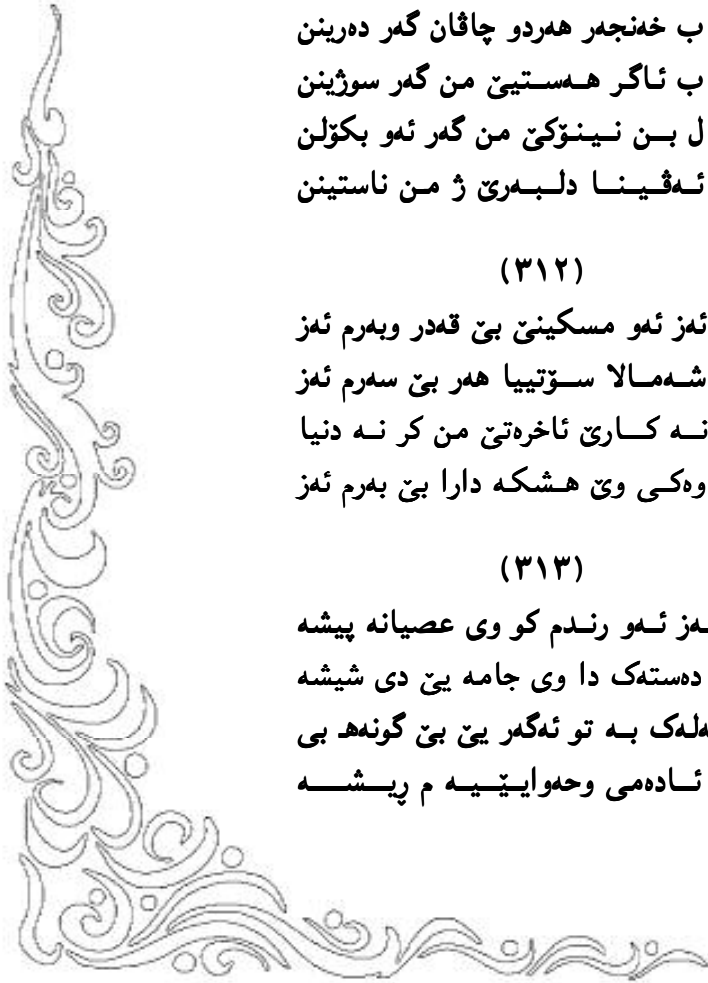 ب خەنجەر هەردو چاڤان گەر دەرینن
ب ئاگر هەستیێ من گەر سوژینن
ل بن نینۆکێ من گەر ئەو بکۆلن
ئەڤینا دلبەرێ ژ من ناستینن
(٣١٢)
ئەز ئەو مسکینێ بێ قەدر وبەرم ئەز
شەمالا سۆتییا هەر بێ سەرم ئەز
نە کارێ ئاخرەتێ من کر نە دنیا
وەکی وێ هشکە دارا بێ بەرم ئەز
(٣١٣)
ئەو رندم کو وی عصیانە پیشە
دەستەک دا وی جامە یێ دی شیشە
بە تو ئەگەر یێ بێ گونەهـ بی
ئادەمی وحەوایێیە م ڕیشە